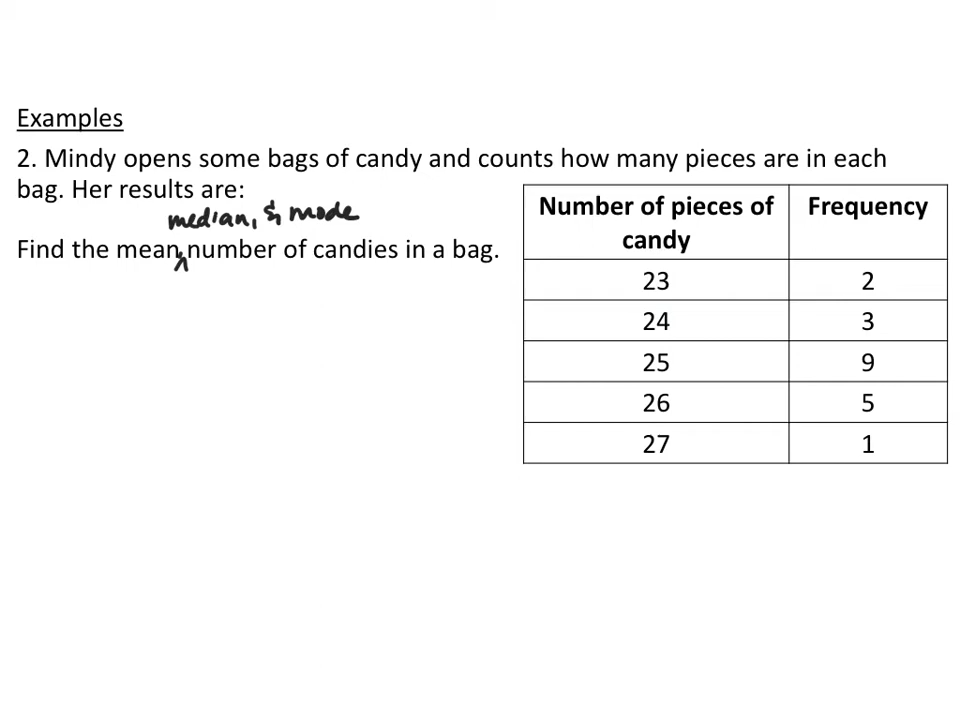 Examples
2. Mindy opens some bags of candy and counts how many pieces are in each
bag. Her results are:
median, & mode
Find the mean, number of candies in a bag.
Number of pieces of candy Frequency
23 2
24 3
25 9
26 5
27 1